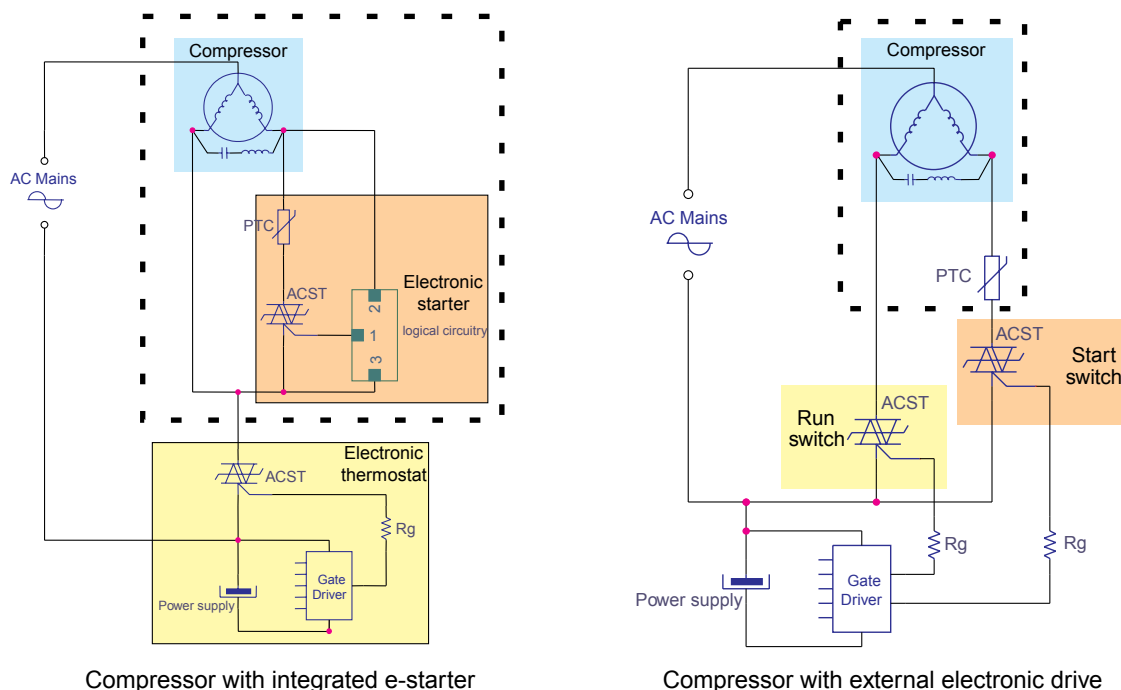 Compressor
AC Mains
PTC
ACST
Electronic
starter
logical circuitry
2
1
3
Electronic
thermostat
ACST
Rg
Gate
Driver
Power supply
Compressor with integrated e-starter
Compressor
AC Mains
PTC
ACST
Start
switch
ACST
Run
switch
Rg
Rg
Gate
Driver
Power supply
Compressor with external electronic drive